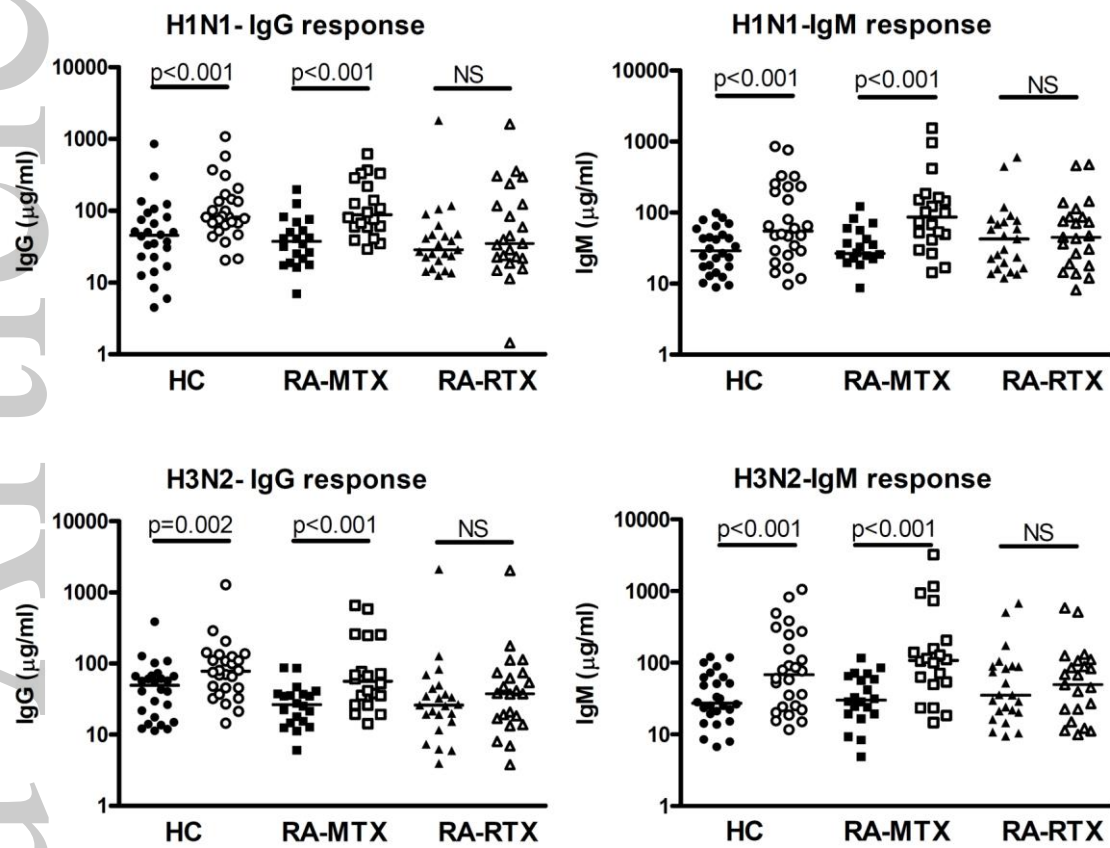 H1N1- IgG response
IgG (μg/ml)
10000
1000
100
10
1
p<0.001
p<0.001
NS
HC
RA-MTX
RA-RTX
H1N1-IgM response
IgM (μg/ml)
10000
1000
100
10
1
p<0.001
p<0.001
NS
HC
RA-MTX
RA-RTX
H3N2- IgG response
IgG (μg/ml)
10000
1000
100
10
1
p=0.002
p<0.001
NS
HC
RA-MTX
RA-RTX
H3N2-IgM response
IgM (μg/ml)
10000
1000
100
10
1
p<0.001
p<0.001
NS
HC
RA-MTX
RA-RTX